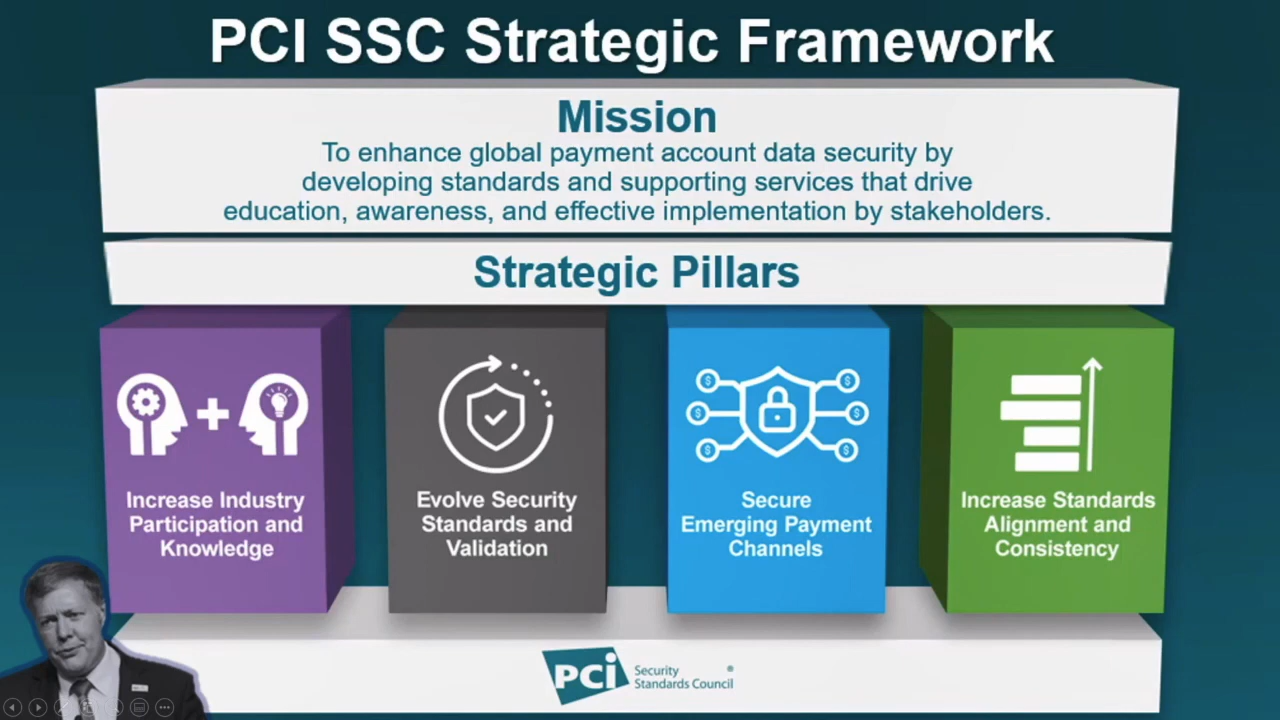 PCI SSC Strategic Framework
Mission
To enhance global payment account data security by
developing standards and supporting services that drive
education, awareness, and effective implementation by stakeholders.
Strategic Pillars
Increase Industry
Participation and
Knowledge
Evolve Security
Standards and
Validation
$
$
$
$
$
$
Secure
Emerging Payment
Channels
Increase Standards
Alignment and
Consistency
PCi Security ®
Standards Council